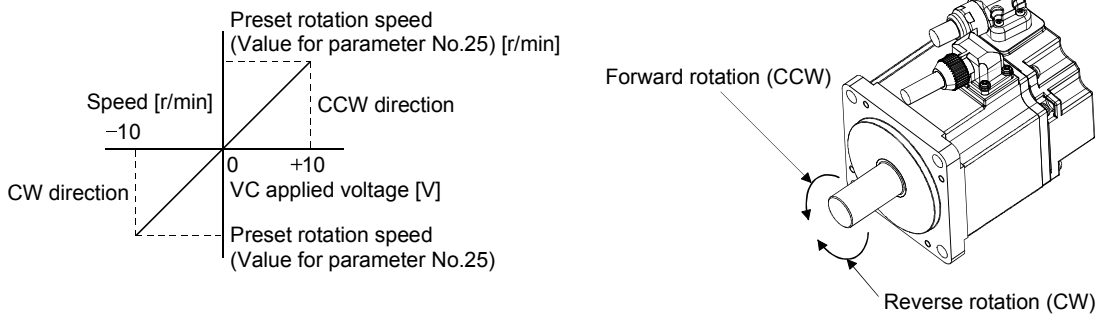 Preset rotation speed
(Value for parameter No.25) [r/min]
Speed [r/min]
CCW direction
−10
0
+10
CW direction
VC applied voltage [V]
Preset rotation speed
(Value for parameter No.25)
Forward rotation (CCW)
Reverse rotation (CW)